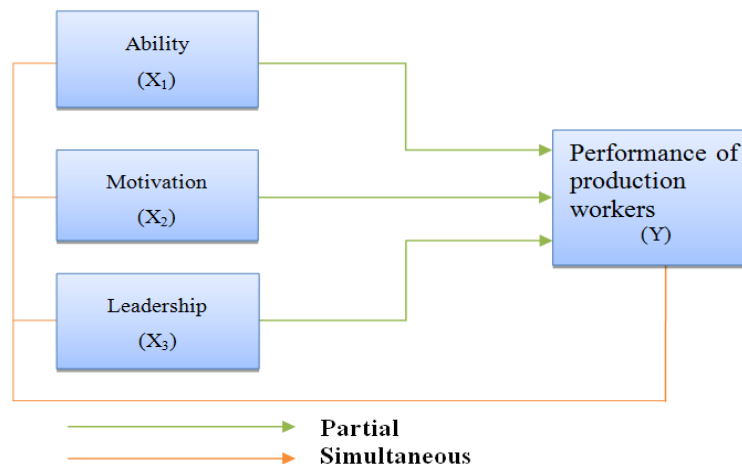 Ability
(X₁)
Motivation
(X₂)
Leadership
(X₃)
Performance of
production
workers
(Y)
Partial
Simultaneous